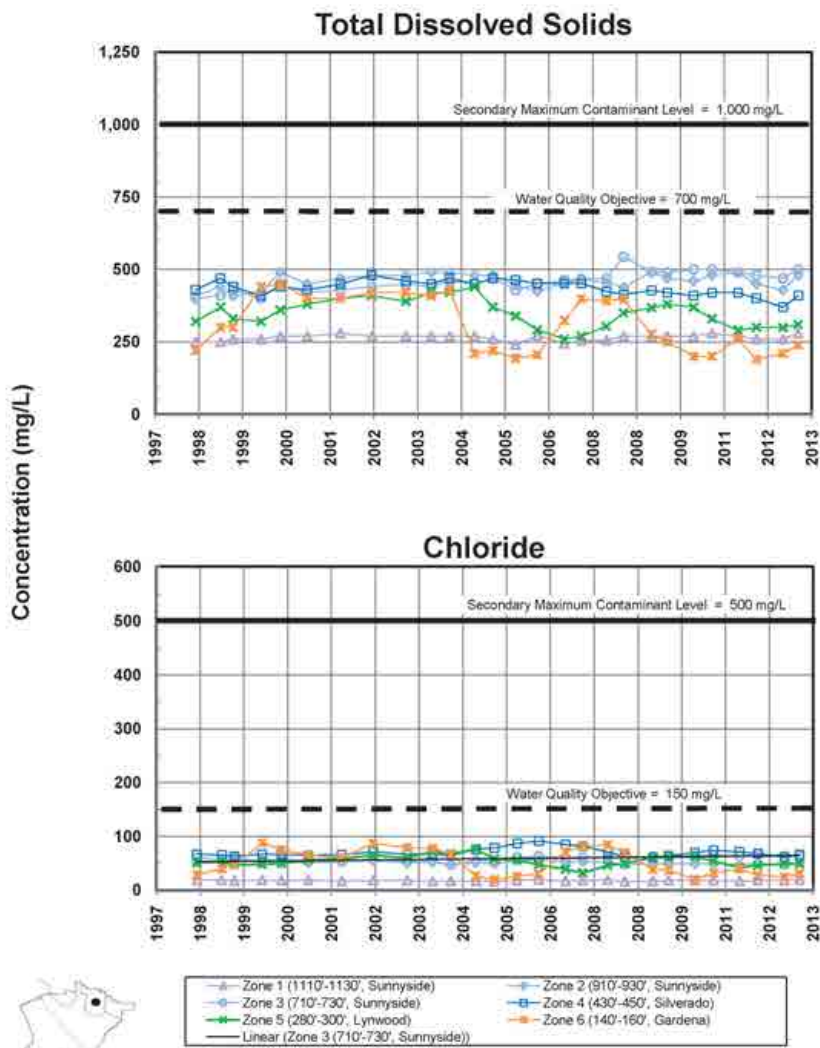 Total Dissolved Solids
1,250
Secondary Maximum Contaminant Level = 1,000 mg/L
1,000
750
Water Quality Objective = 700 mg/L
500
250
0
1997 1998 1999 2000 2001 2002 2003 2004 2005 2006 2007 2008 2009 2010 2011 2012 2013
Concentration (mg/L)
Chloride
600
Secondary Maximum Contaminant Level = 500 mg/L
500
400
300
200
Water Quality Objective = 150 mg/L
100
0
1997 1998 1999 2000 2001 2002 2003 2004 2005 2006 2007 2008 2009 2010 2011 2012 2013
Zone 1 (1110'-1130', Sunnyside) Zone 2 (910'-930', Sunnyside)
Zone 3 (710'-730', Sunnyside) Zone 4 (430'-450', Silverado)
Zone 5 (280'-300', Lynwood) Zone 6 (140'-160', Gardena)
Linear (Zone 3 (710'-730', Sunnyside))